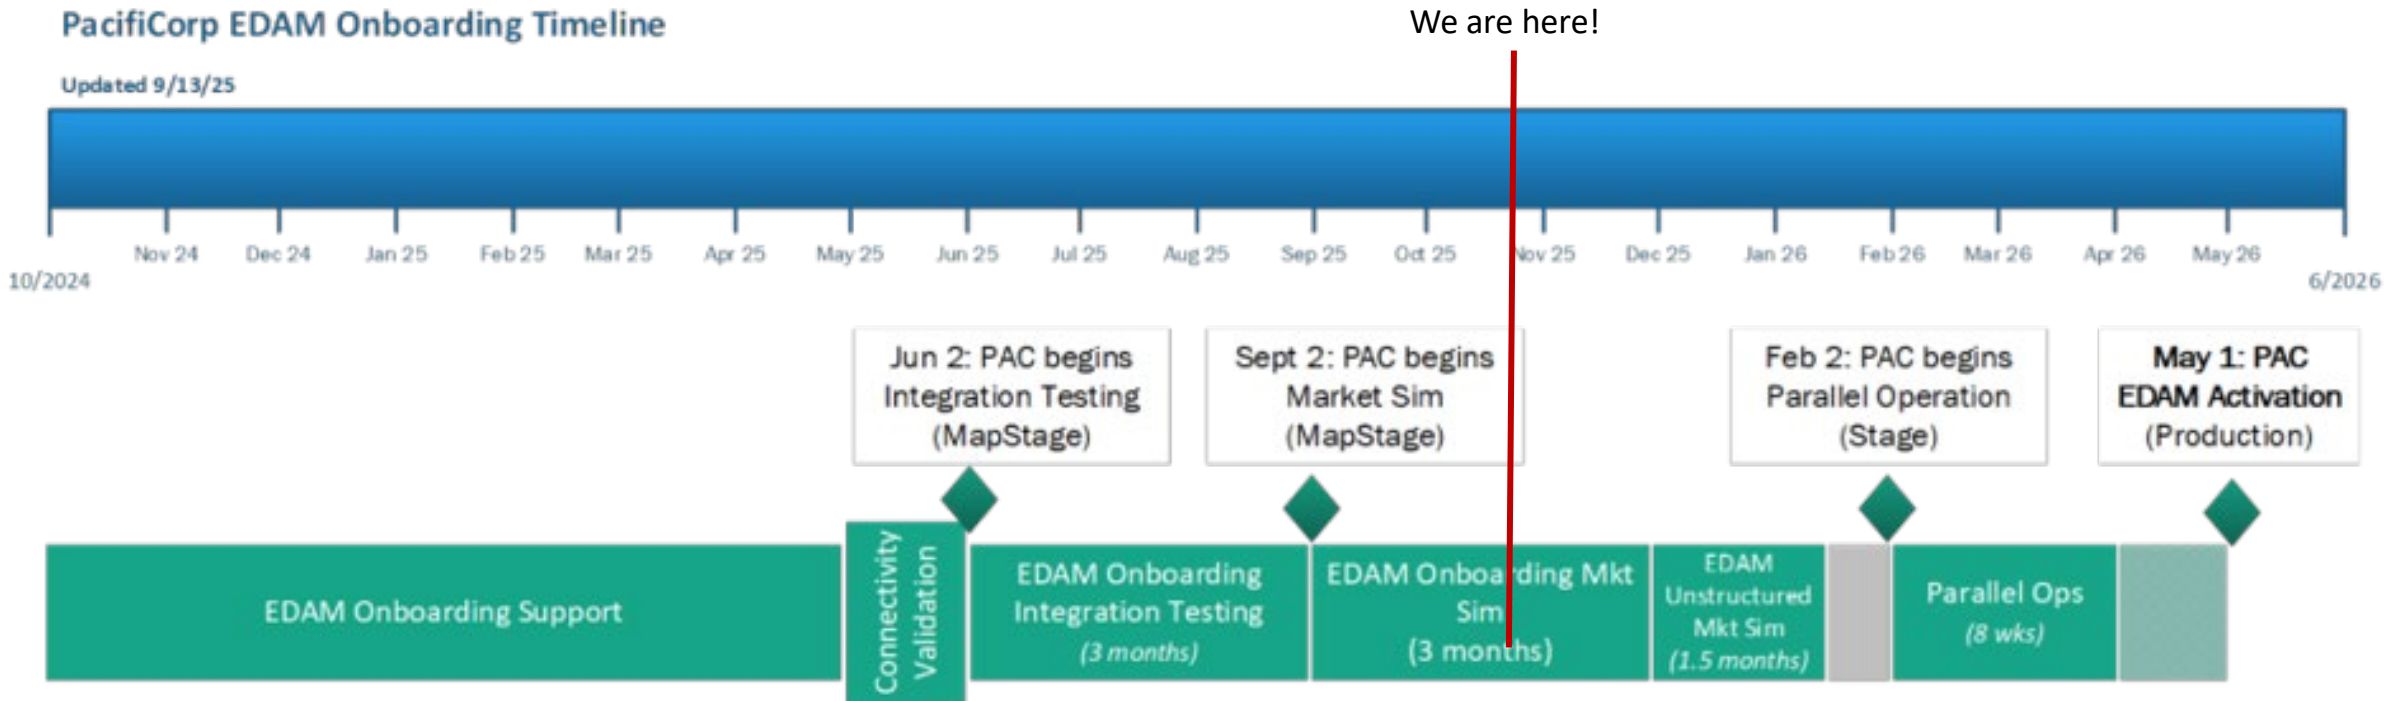 PacifiCorp EDAM Onboarding Timeline
We are here!
Updated 9/13/25
Nov 24
Dec 24
Jan 25
Feb 25
Mar 25
Apr 25
May 25
Jun 25
Jul 25
Aug 25
Sep 25
Oct 25
Nov 25
Dec 25
Jan 26
Feb 26
Mar 26
Apr 26
May 26
10/2024
6/2026
Jun 2: PAC begins
Integration Testing
(MapStage)
Sept 2: PAC begins
Market Sim
(MapStage)
Feb 2: PAC begins
Parallel Operation
(Stage)
May 1: PAC
EDAM Activation
(Production)
EDAM Onboarding Support
Connectivity
Validation
EDAM Onboarding
Integration Testing
(3 months)
EDAM Onboarding Mkt
Sim
(3 months)
EDAM
Unstructured
Mkt Sim
(1.5 months)
Parallel Ops
(8 wks)